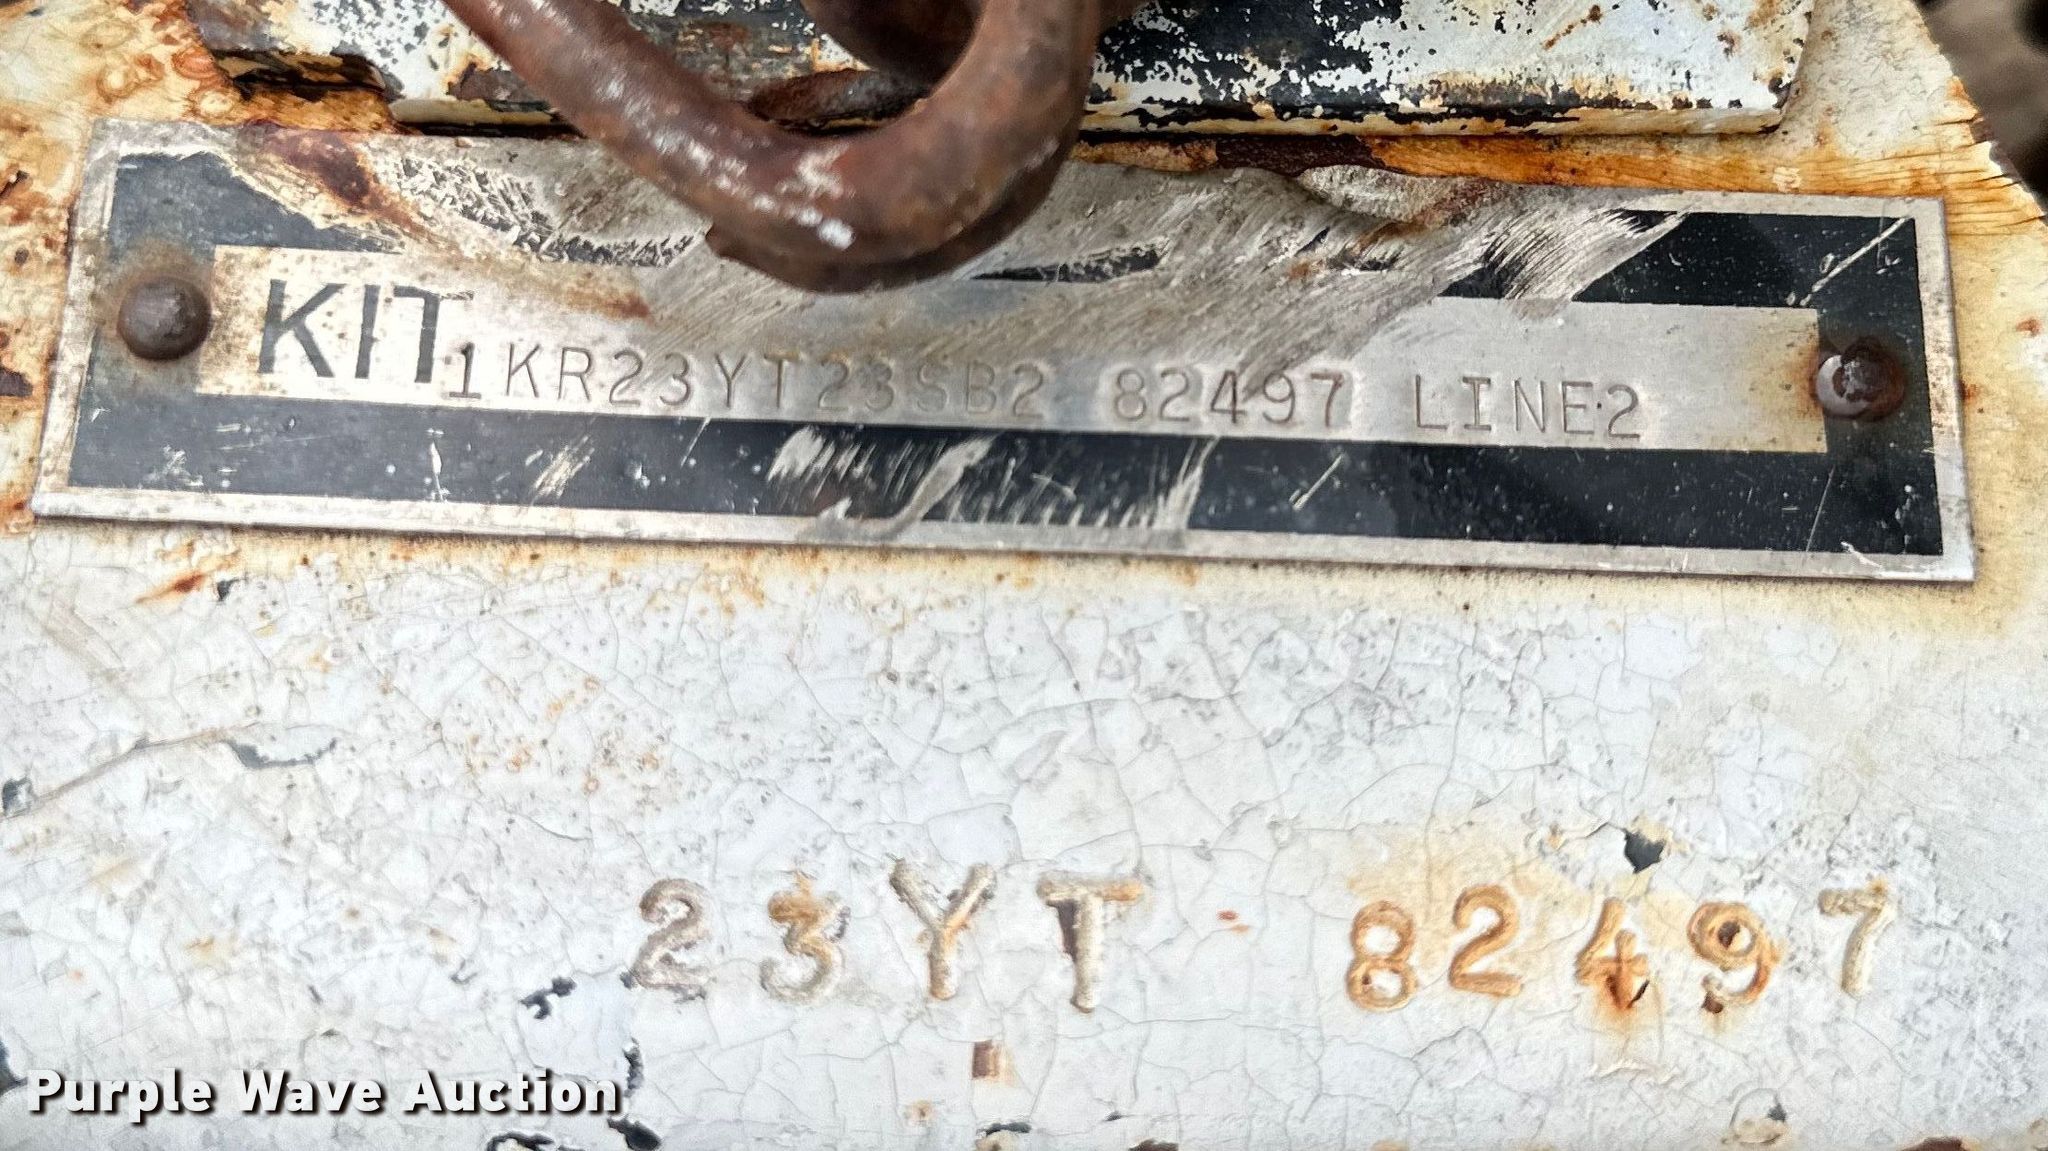 KIT 1KR23YT23SB2 82497 LINE2
23YT 82497
Purple Wave Auction